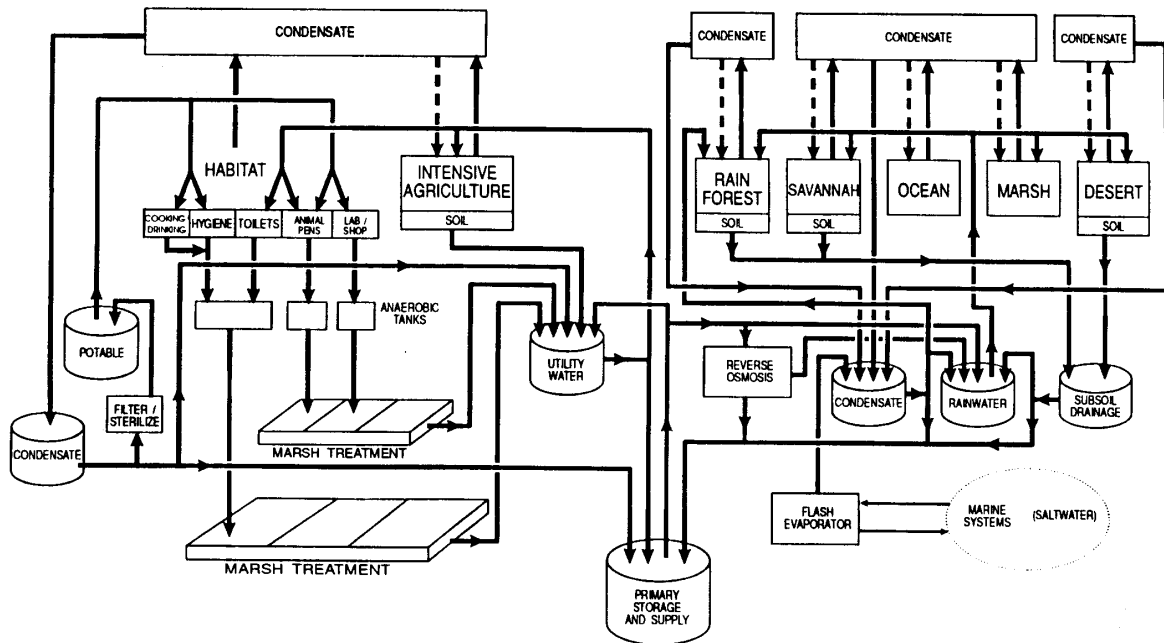 CONDENSATE
CONDENSATE
CONDENSATE
CONDENSATE
HABITAT
INTENSIVE
AGRICULTURE
SOIL
RAIN
FOREST
SOIL
SAVANNAH
SOIL
OCEAN
MARSH
DESERT
SOIL
COOKING/
DRINKING
HYGIENE
TOILETS
ANIMAL
PENS
LAB /
SHOP
ANAEROBIC
TANKS
POTABLE
UTILITY
WATER
REVERSE
OSMOSIS
CONDENSATE
RAINWATER
SUBSOIL
DRAINAGE
FILTER /
STERILIZE
CONDENSATE
MARSH TREATMENT
FLASH
EVAPORATOR
MARINE
SYSTEMS
(SALTWATER)
MARSH TREATMENT
PRIMARY
STORAGE
AND SUPPLY